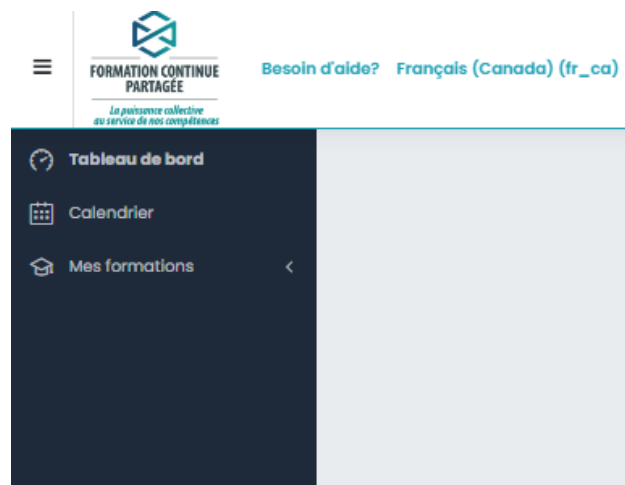 FORMATION CONTINUE
PARTAGÉE
La puissance collective
au service de nos compétences
Besoin d'aide? Français (Canada) (fr_ca)
Tableau de bord
Calendrier
Mes formations